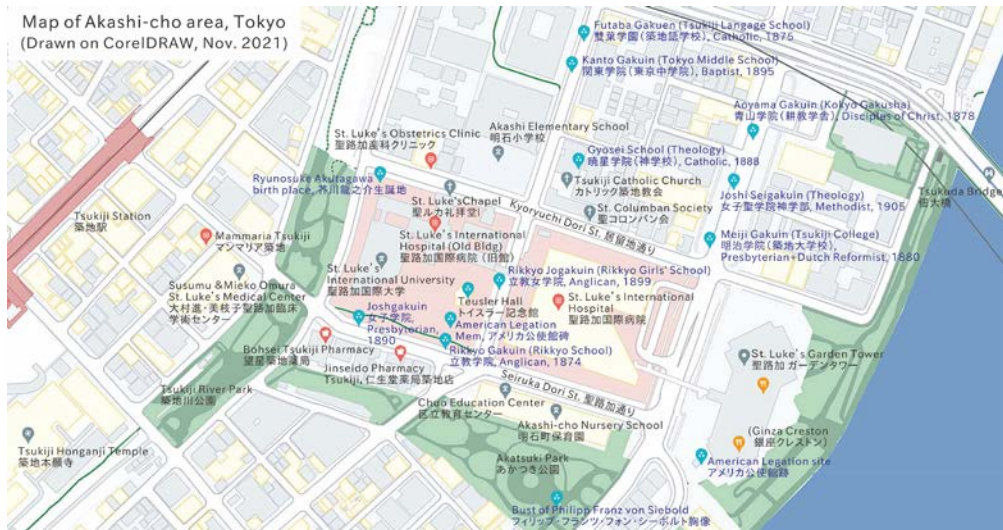 Map of Akashi-cho area, Tokyo
(Drawn on CorelDRAW, Nov. 2021)
Futaba Gakuen (Tsukiji Langage School)
雙葉学園(築地語学校), Catholic, 1875
Kanto Gakuin (Tokyo Middle School)
関東学院(東京中学院), Baptist, 1895
Aoyama Gakuin (Kokyo Gakusha)
青山学院(耕教学舎), Disciples of Christ, 1878
St. Luke's Obstetrics Clinic
聖路加産科クリニック
Akashi Elementary School
明石小学校
Gyosei School (Theology)
暁星学院(神学校), Catholic, 1888
Ryunosuke Akutagawa
birth place, 芥川龍之介生誕地
Tsukiji Catholic Church
カトリック築地教会
Joshi Seigakuin (Theology)
女子聖学院神学部, Methodist, 1905
Tsukuda Bridge
佃大橋
St. Luke'sChapel
聖ルカ礼拝堂
St. Columban Society
聖コロンバン会
Kyoryuchi Dori St. 居留地通り
Tsukiji Station
築地駅
Mammaria Tsukiji
マンマリア築地
St. Luke's International
Hospital (Old Bldg)
聖路加国際病院(旧館)
Meiji Gakuin (Tsukiji College)
明治学院(築地大学校),
Presbyterian+Dutch Reformist, 1880
St. Luke's
International University
聖路加国際大学
Rikkyo Jogakuin (Rikkyo Girls' School)
立教女学院, Anglican, 1899
Susumu &Mieko Omura
St. Luke's Medical Center
大村進・美枝子聖路加臨床
学術センター
Teusler Hall
トイスラー記念館
St. Luke's International
Hospital
聖路加国際病院
Joshgakuin
女子学院,
Presbyterian,
1890
American Legation
Mem, アメリカ公使館碑
Rikkyo Gakuin (Rikkyo School)
立教学院, Anglican, 1874
Bohsei Tsukiji Pharmacy
望星築地薬局
Jinseido Pharmacy
Tsukiji, 仁生堂薬局築地店
St. Luke's Garden Tower
聖路加 ガーデンタワー
Seiruka Dori St. 聖路加通り
Tsukiji River Park
築地川公園
Chuo Education Center
区立教育センター
Akashi-cho Nursery School
明石町保育園
Tsukiji Honganji Temple
築地本願寺
(Ginza Creston
銀座クレストン)
Akatsuki Park
あかつき公園
American Legation site
アメリカ公使館跡
Bust of Philipp Franz von Siebold
フィリップ・フランツ・フォン・シーボルト胸像